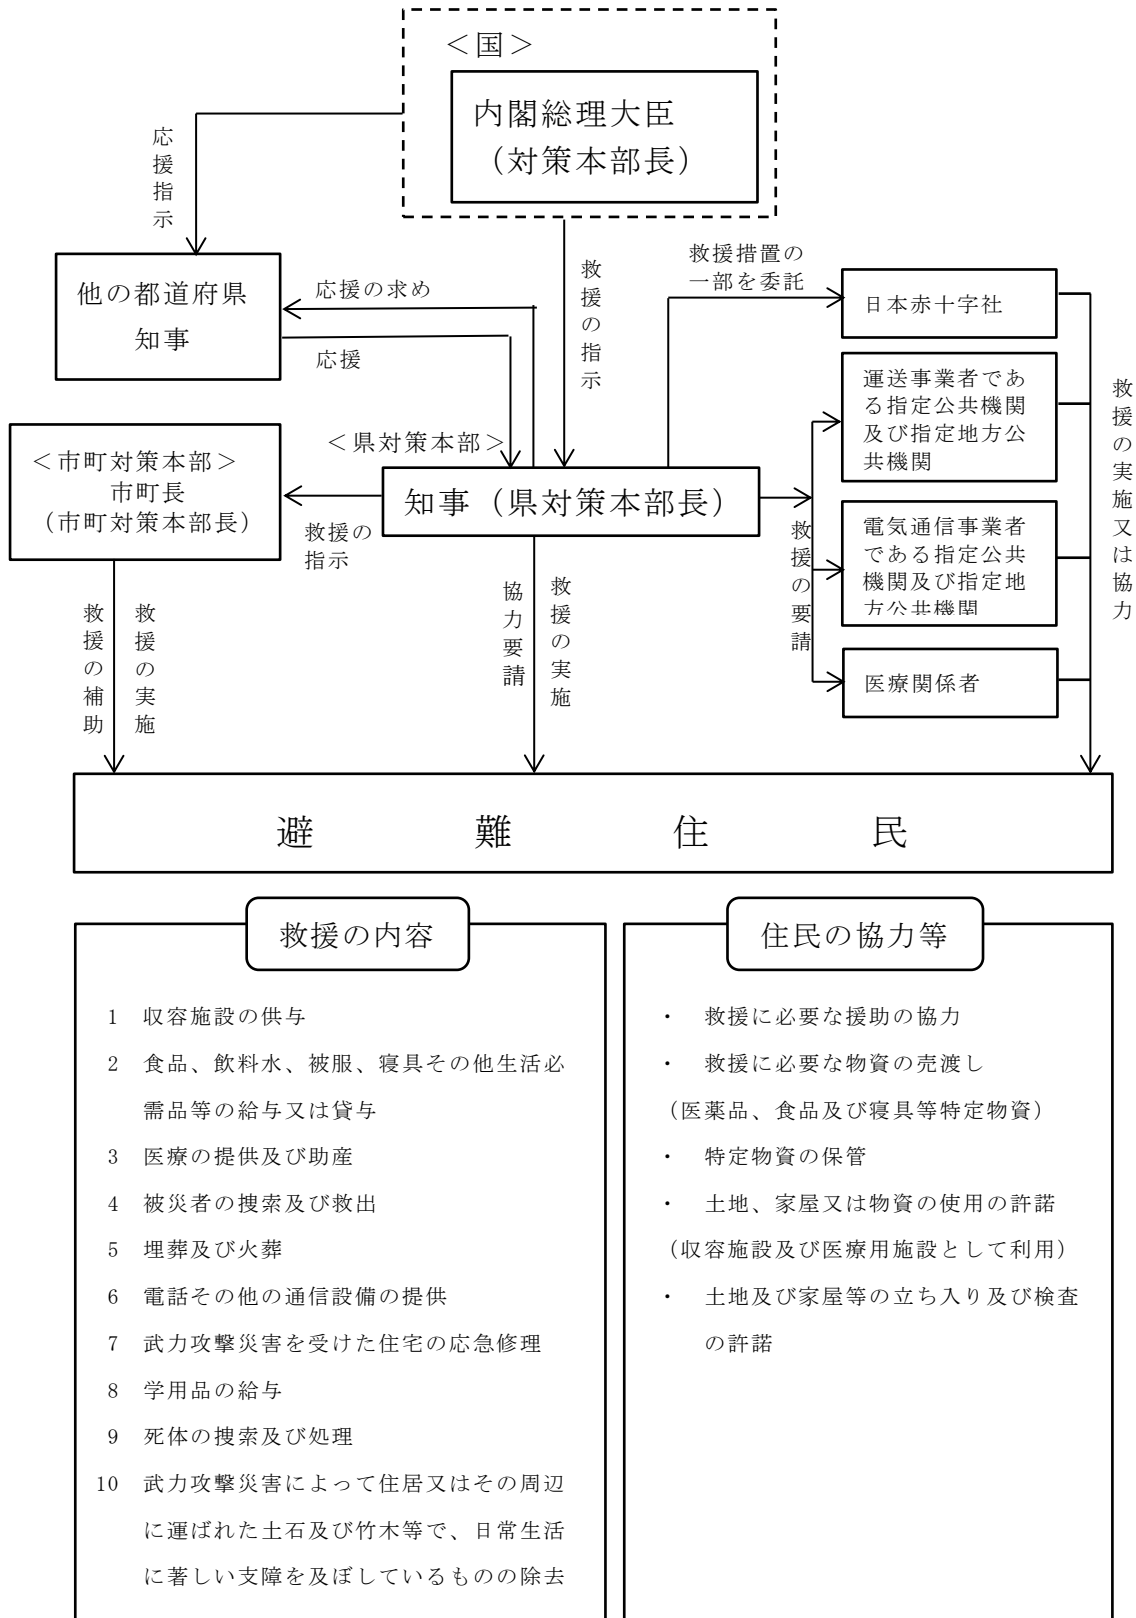 ＜国＞
内閣総理大臣
（対策本部長）
応援指示
救援の指示
救援措置の
一部を委託
他の都道府県
知事
応援の求め
応援
日本赤十字社
運送事業者であ
る指定公共機関
及び指定地方公
共機関
救援の実施又は協力
＜県対策本部＞
＜市町対策本部＞
市町長
（市町対策本部長）
知事（県対策本部長）
救援の
指示
救援の要請
電気通信事業者
である指定公共
機関及び指定地
方公共機関
医療関係者
救援の補助
救援の実施
協力要請
救援の実施
避難住民
救援の内容
1 収容施設の供与
2 食品、飲料水、被服、寝具その他生活必
需品等の給与又は貸与
3 医療の提供及び助産
4 被災者の捜索及び救出
5 埋葬及び火葬
6 電話その他の通信設備の提供
7 武力攻撃災害を受けた住宅の応急修理
8 学用品の給与
9 死体の捜索及び処理
10 武力攻撃災害によって住居又はその周辺
に運ばれた土石及び竹木等で、日常生活
に著しい支障を及ぼしているものの除去
住民の協力等
・ 救援に必要な援助の協力
・ 救援に必要な物資の売渡し
（医薬品、食品及び寝具等特定物資）
・ 特定物資の保管
・ 土地、家屋又は物資の使用の許諾
（収容施設及び医療用施設として利用）
・ 土地及び家屋等の立ち入り及び検査
の許諾